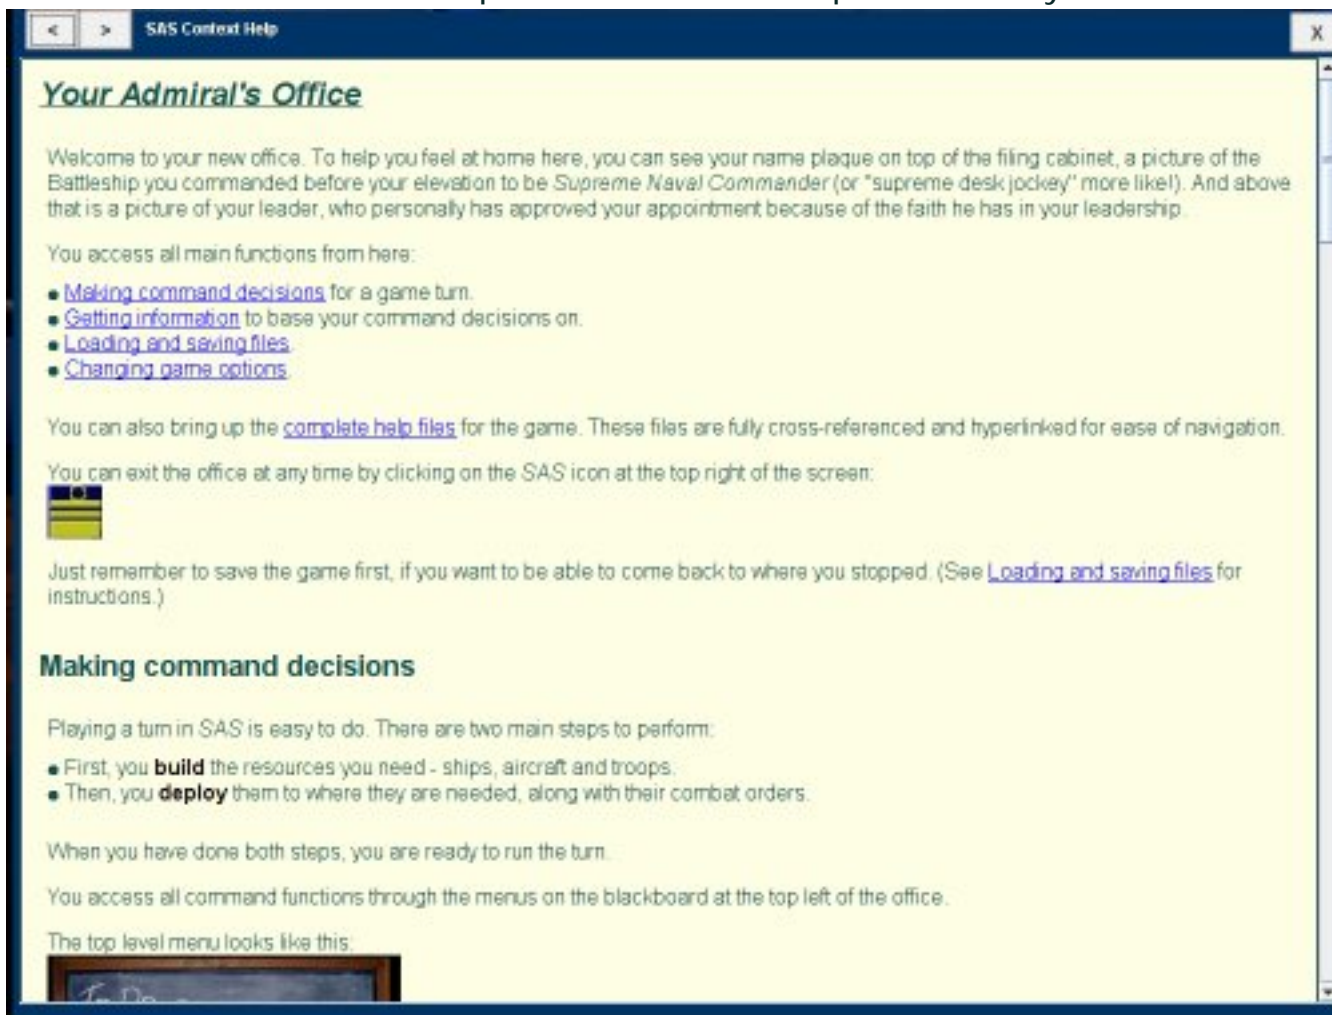 < > SAS Context Help X
Your Admiral's Office
Welcome to your new office. To help you feel at home here, you can see your name plaque on top of the filing cabinet, a picture of the
Battleship you commanded before your elevation to be Supreme Naval Commander (or "supreme desk jockey" more like!). And above
that is a picture of your leader, who personally has approved your appointment because of the faith he has in your leadership.
You access all main functions from here:
• Making command decisions for a game turn.
• Getting information to base your command decisions on.
• Loading and saving files.
• Changing game options.
You can also bring up the complete help files for the game. These files are fully cross-referenced and hyperlinked for ease of navigation.
You can exit the office at any time by clicking on the SAS icon at the top right of the screen:
Just remember to save the game first, if you want to be able to come back to where you stopped. (See Loading and saving files for
instructions.)
Making command decisions
Playing a turn in SAS is easy to do. There are two main steps to perform:
• First, you build the resources you need - ships, aircraft and troops.
• Then, you deploy them to where they are needed, along with their combat orders.
When you have done both steps, you are ready to run the turn.
You access all command functions through the menus on the blackboard at the top left of the office.
The top level menu looks like this:
To Do